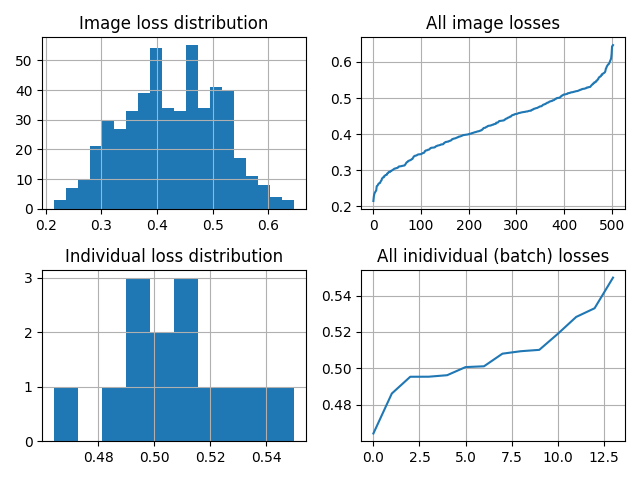 Image loss distribution
50
40
30
20
10
0
0.2 0.3 0.4 0.5 0.6
All image losses
0.6
0.5
0.4
0.3
0.2
0 100 200 300 400 500
Individual loss distribution
3
2
1
0
0.48 0.50 0.52 0.54
All inidividual (batch) losses
0.54
0.52
0.50
0.48
0.0 2.5 5.0 7.5 10.0 12.5